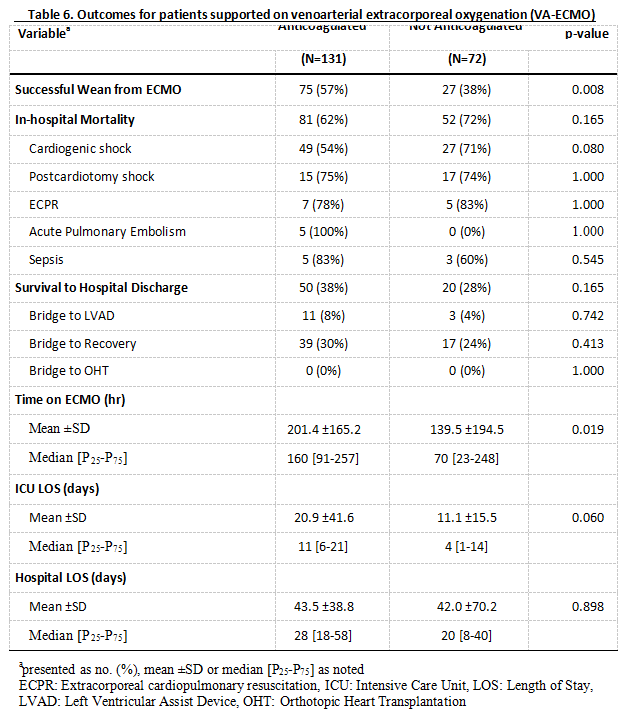 Table 6. Outcomes for patients supported on venoarterial extracorporeal oxygenation (VA-ECMO)
Variableª Anticoagulated Not Anticoagulated p-value
(N=131) (N=72)
Successful Wean from ECMO 75 (57%) 27 (38%) 0.008
In-hospital Mortality 81 (62%) 52 (72%) 0.165
Cardiogenic shock 49 (54%) 27 (71%) 0.080
Postcardiotomy shock 15 (75%) 17 (74%) 1.000
ECPR 7 (78%) 5 (83%) 1.000
Acute Pulmonary Embolism 5 (100%) 0 (0%) 1.000
Sepsis 5 (83%) 3 (60%) 0.545
Survival to Hospital Discharge 50 (38%) 20 (28%) 0.165
Bridge to LVAD 11 (8%) 3 (4%) 0.742
Bridge to Recovery 39 (30%) 17 (24%) 0.413
Bridge to OHT 0 (0%) 0 (0%) 1.000
Time on ECMO (hr)
Mean ±SD 201.4 ±165.2 139.5 ±194.5 0.019
Median [P25-P75] 160 [91-257] 70 [23-248]
ICU LOS (days)
Mean ±SD 20.9 ±41.6 11.1 ±15.5 0.060
Median [P25-P75] 11 [6-21] 4 [1-14]
Hospital LOS (days)
Mean ±SD 43.5 ±38.8 42.0 ±70.2 0.898
Median [P25-P75] 28 [18-58] 20 [8-40]
ªpresented as no. (%), mean ±SD or median [P25-P75] as noted
ECPR: Extracorporeal cardiopulmonary resuscitation, ICU: Intensive Care Unit, LOS: Length of Stay,
LVAD: Left Ventricular Assist Device, OHT: Orthotopic Heart Transplantation